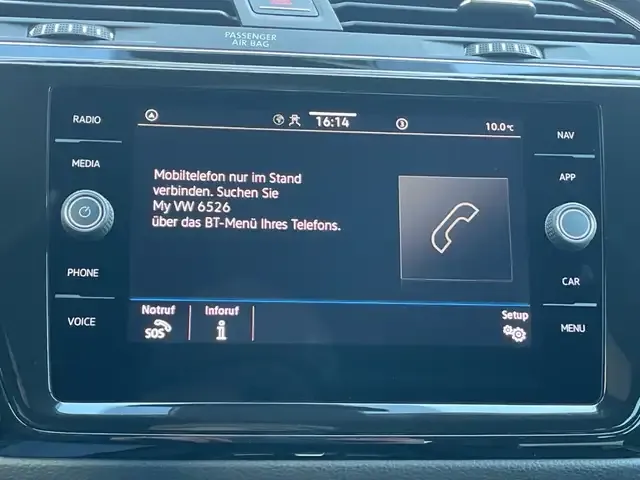 PASSENGER
AIR BAG
RADIO
MEDIA
PHONE
VOICE
16:14
10.0°C
Mobiltelefon nur im Stand
verbinden. Suchen Sie
My VW 6526
über das BT-Menü Ihres Telefons.
Notruf
SOS
Inforuf
i
Setup
NAV
APP
CAR
MENU